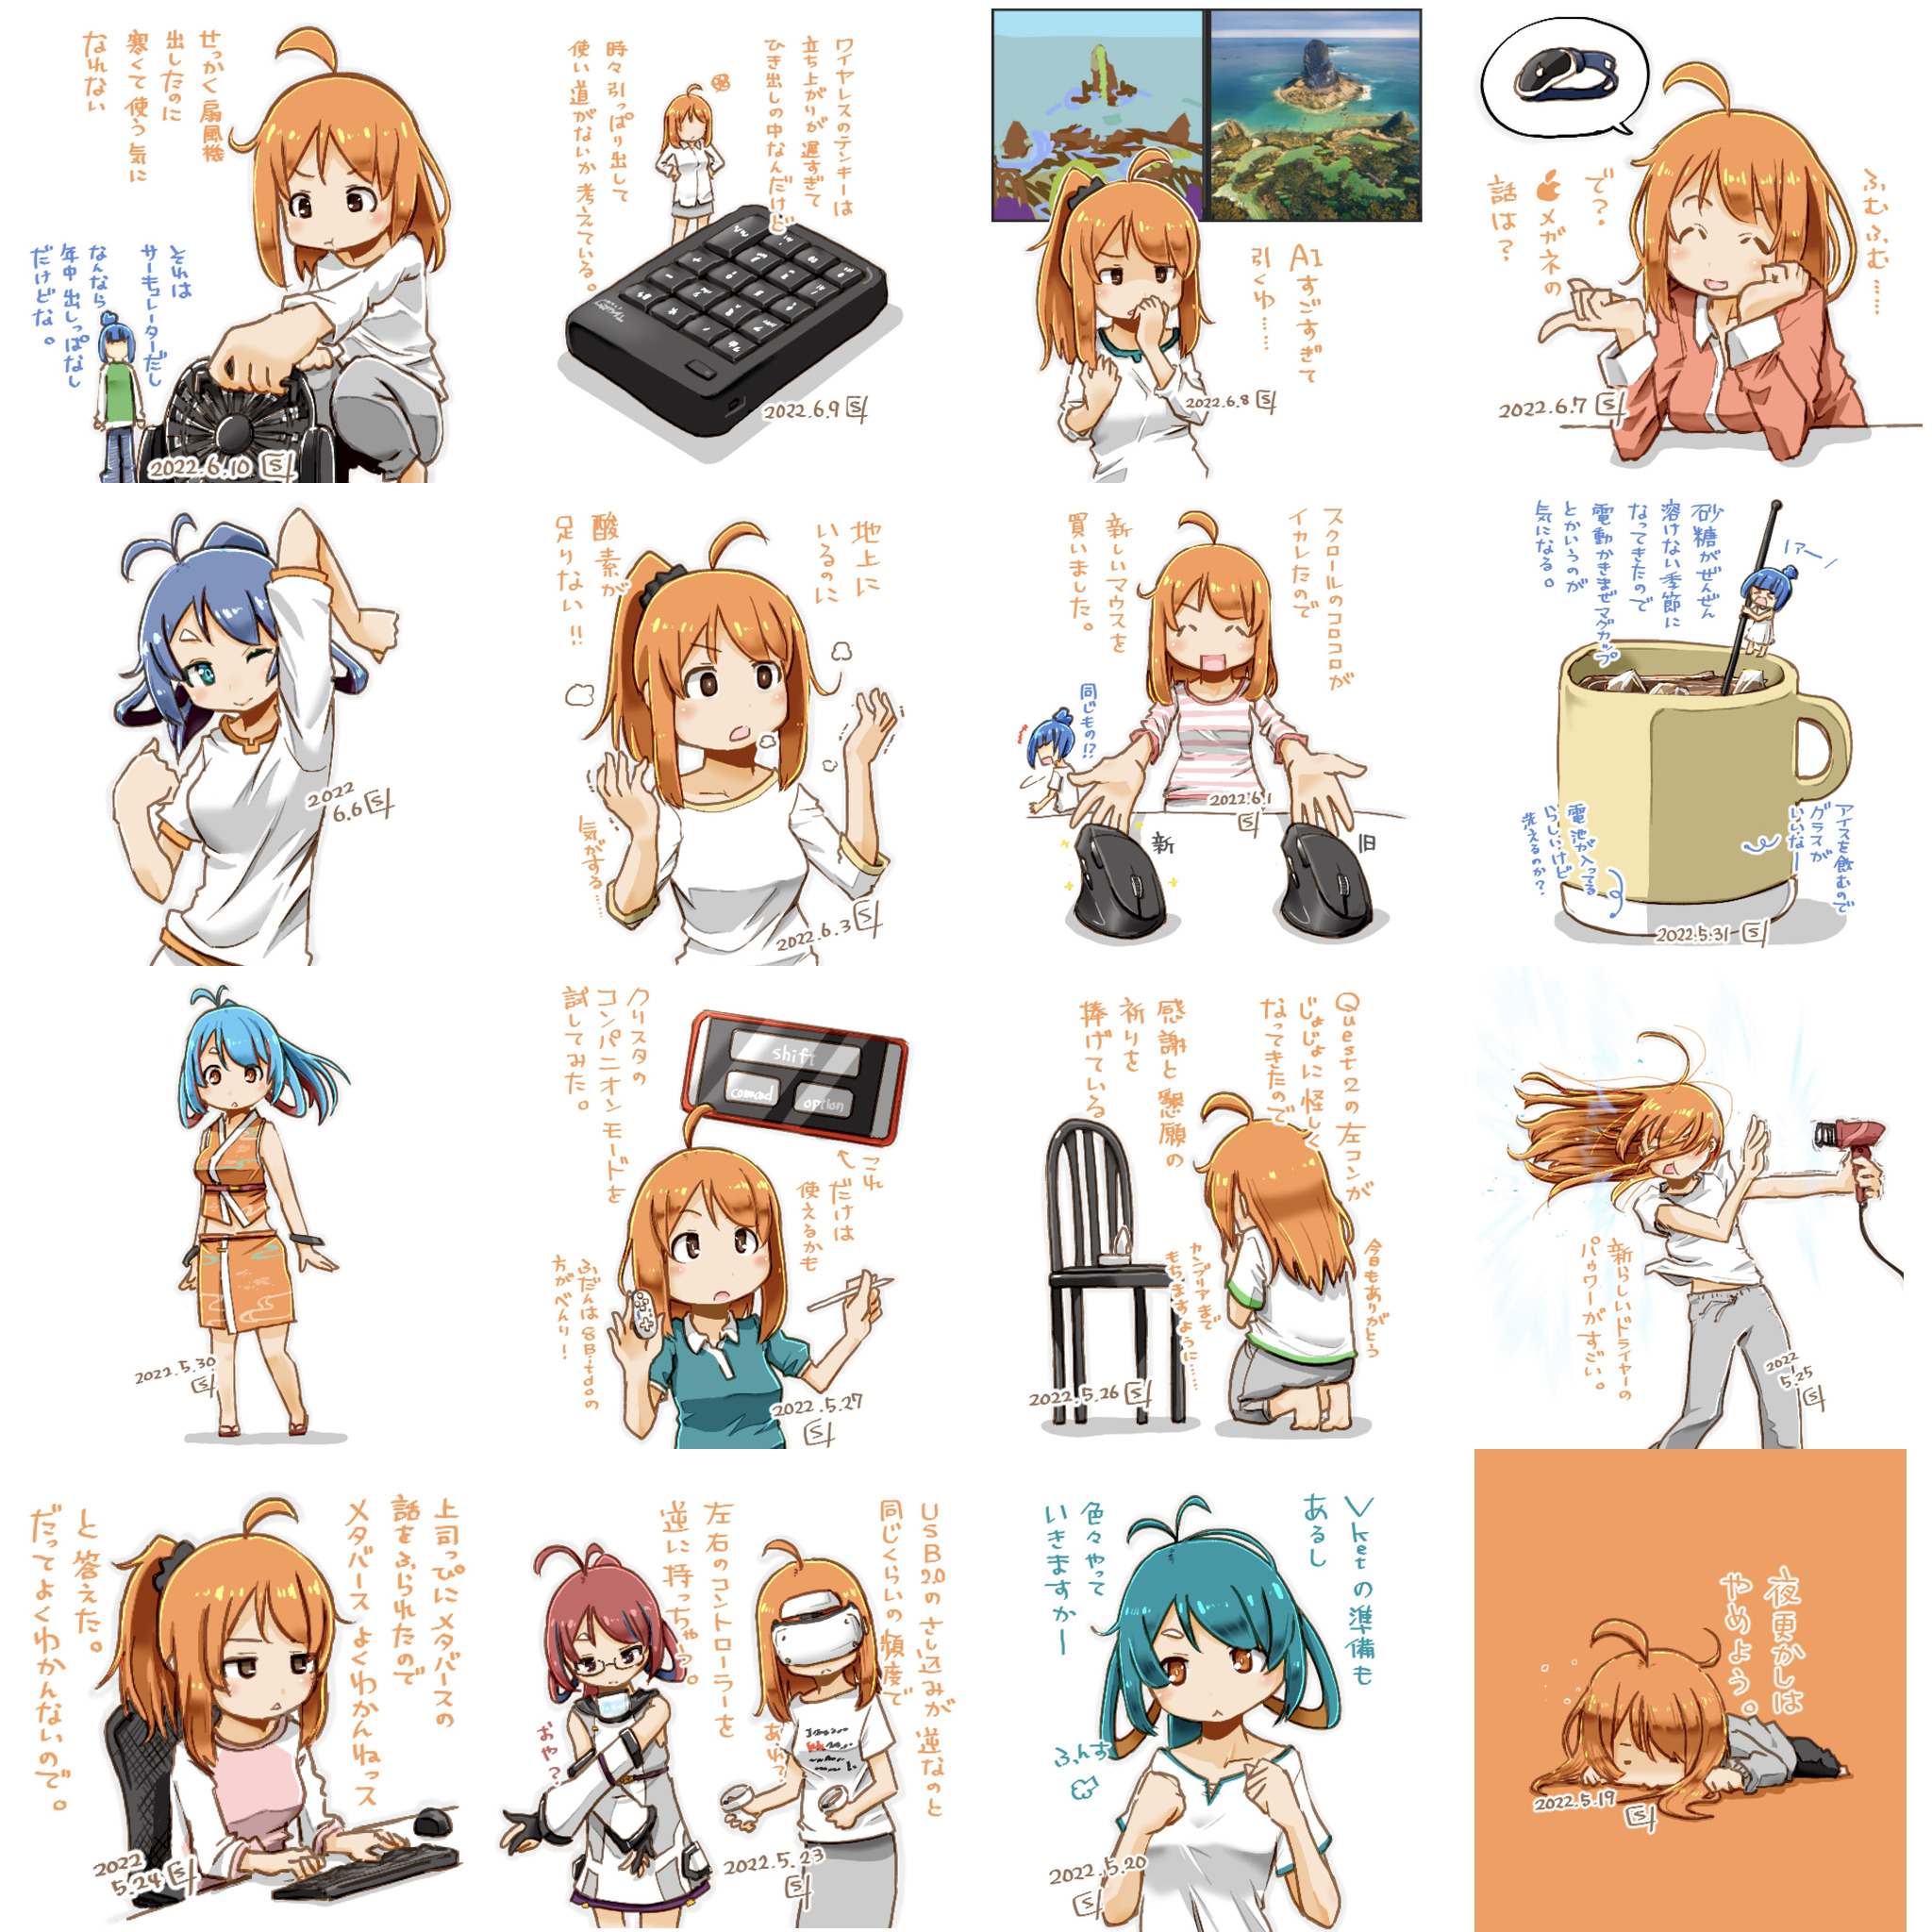 せっかく扇風機
出したのに
寒くて使う気に
なれない
それは
サーキュレーターだし
なんなら
年中出しっぱなし
だけどな。
2022.6.10
ワイヤレスのテンキーは
立ち上がりが遅すぎて
ひき出しの中なんだけど
時々引っぱり出して
使い道がないか考えている。
2022.6.9
AIすごすぎて
引くわ……
2022.6.8
ふむふむ……
で?
メガネの
話は?
2022.6.7
2022
6.6
地上に
いるのに
酸素が
足りない!!
気がする……
2022.6.3
スクロールのコロコロが
イカレたので
新しいマウスを
買いました。
同じもの!?
新
旧
2022.6.1
砂糖がぜんぜん
溶けない季節に
なってきたので
電動かきまぜマグカップ
とかいうのが
気になる。
アイスを飲むので
グラスが
いいなー
電池が入ってる
らしいけど
洗えるのか?
2022.5.31
2022.5.30
クリスタの
コンパニオンモードを
試してみた。
shift
command
option
これ
だけは
使えるかも
ふだんは8Bitdoの
方がべんり!
2022.5.27
Quest2の左コンが
じょじょに怪しく
なってきたので
感謝と懇願の
祈りを
捧げている
今日もありがとう
カンブリアまで
もちますように……
2022.5.26
新らしいドライヤーの
パゥワーがすごい。
2022
5.25
上司っぴにメタバースの
話をふられたので
メタバースよくわかんねっス
と答えた。
だってよくわかんないので。
2022
5.24
USB2.0のさし込みが逆なのと
同じくらいの頻度で
左右のコントローラーを
逆に持っちゃっう。
あれ?
おや?
2022.5.23
Vketの準備も
あるし
色々やって
いきますかー
ふんす
2022.5.20
夜更かしは
やめよう。
2022.5.19